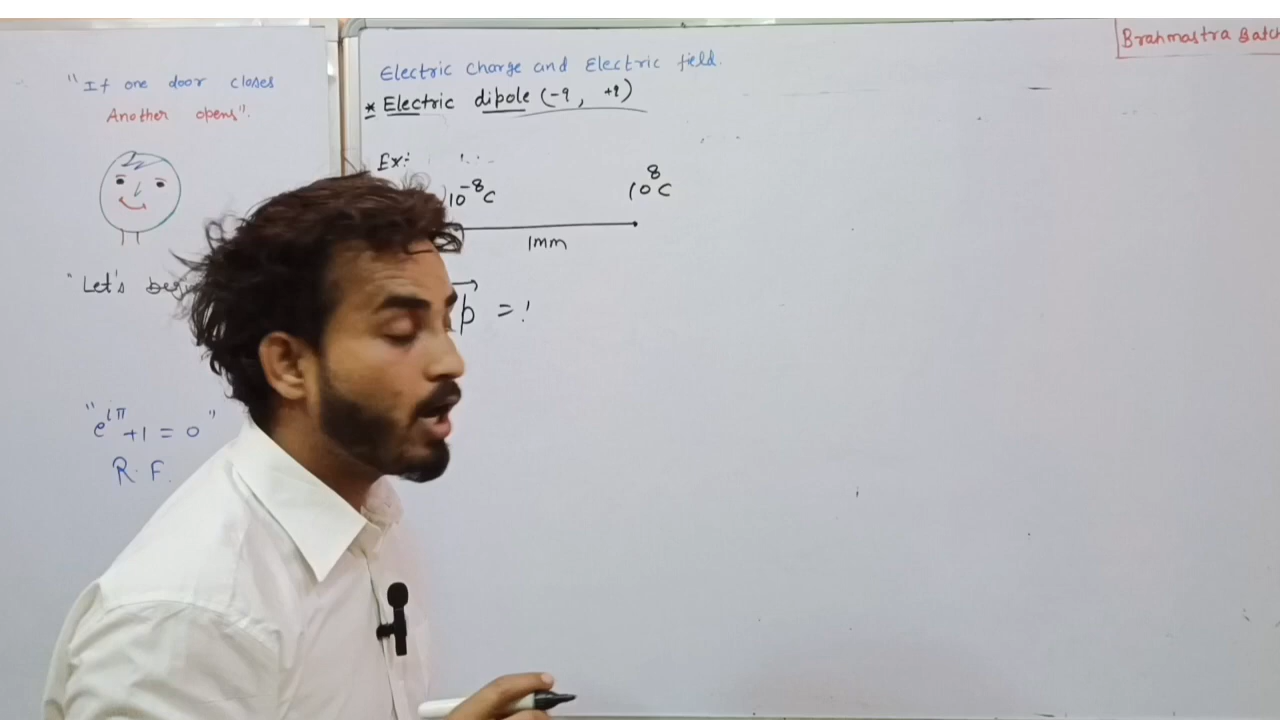 "If one door closes
Another opens".
"Let's
"e^iπ +1 = 0"
R. F.
Brahmastra Batch
Electric charge and Electric field.
* Electric dipole (-q, +q)
Ex:
10^-8 C
10^8 C
1mm
p⃗ = ?